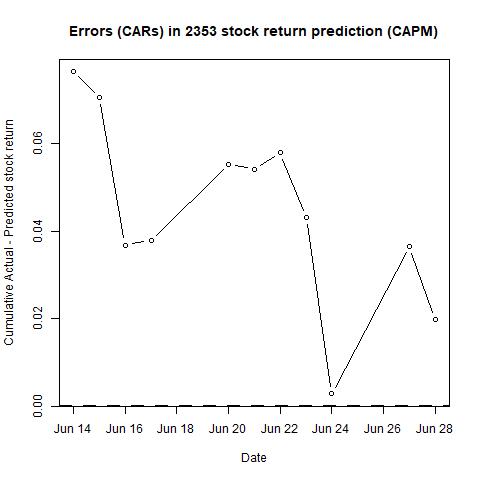 Errors (CARs) in 2353 stock return prediction (CAPM)
Cumulative Actual - Predicted stock return
0.06
0.04
0.02
0.00
Jun 14 Jun 16 Jun 18 Jun 20 Jun 22 Jun 24 Jun 26 Jun 28
Date